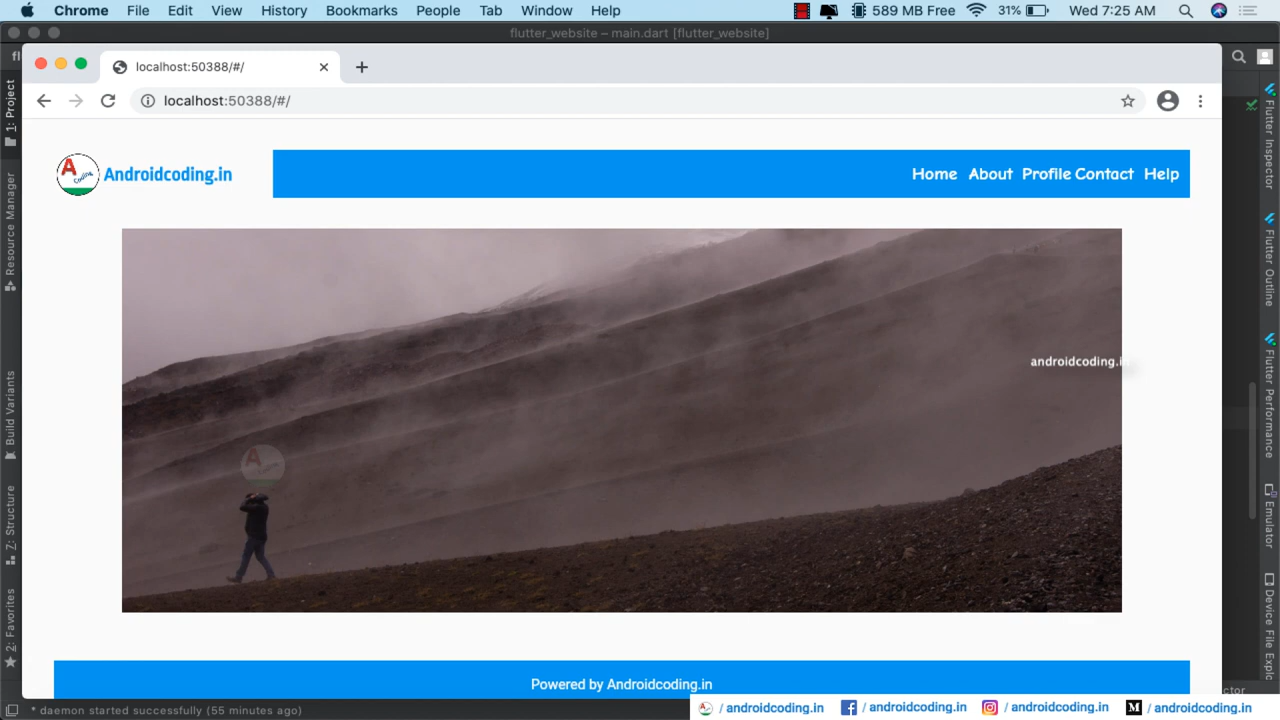 Chrome File Edit View History Bookmarks People Tab Window Help 589 MB Free 31% Wed 7:25 AM
flutter_website – main.dart [flutter_website]
localhost:50388/#/
localhost:50388/#/
A Coding Androidcoding.in
Home About Profile Contact Help
androidcoding.in
Powered by Androidcoding.in
1: Project
Resource Manager
Build Variants
7: Structure
2: Favorites
Flutter Inspector
Flutter Outline
Flutter Performance
Emulator
Device File Explo
* daemon started successfully (55 minutes ago)
/ androidcoding.in / androidcoding.in / androidcoding.in / androidcoding.in